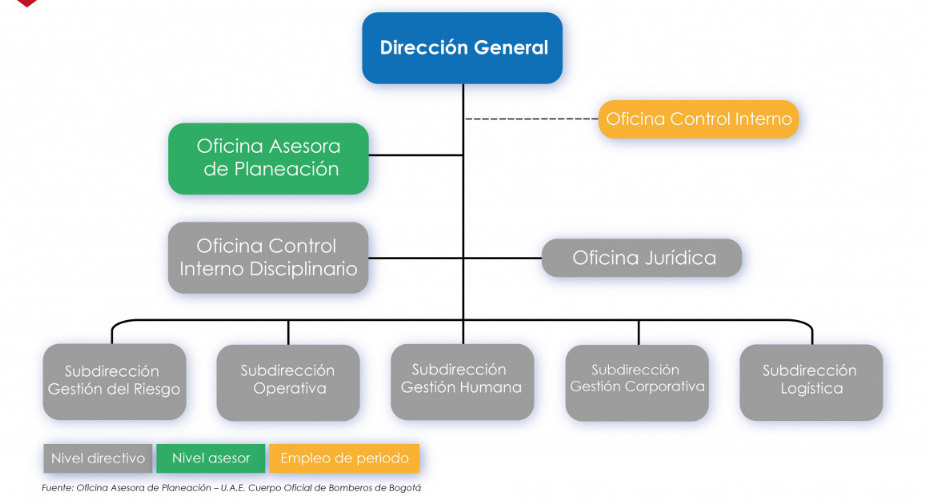 Dirección General
Oficina Control Interno
Oficina Asesora
de Planeación
Oficina Control
Interno Disciplinario
Oficina Jurídica
Subdirección
Gestión del Riesgo
Subdirección
Operativa
Subdirección
Gestión Humana
Subdirección
Gestión Corporativa
Subdirección
Logística
Nivel directivo
Nivel asesor
Empleo de periodo
Fuente: Oficina Asesora de Planeación – U.A.E. Cuerpo Oficial de Bomberos de Bogotá